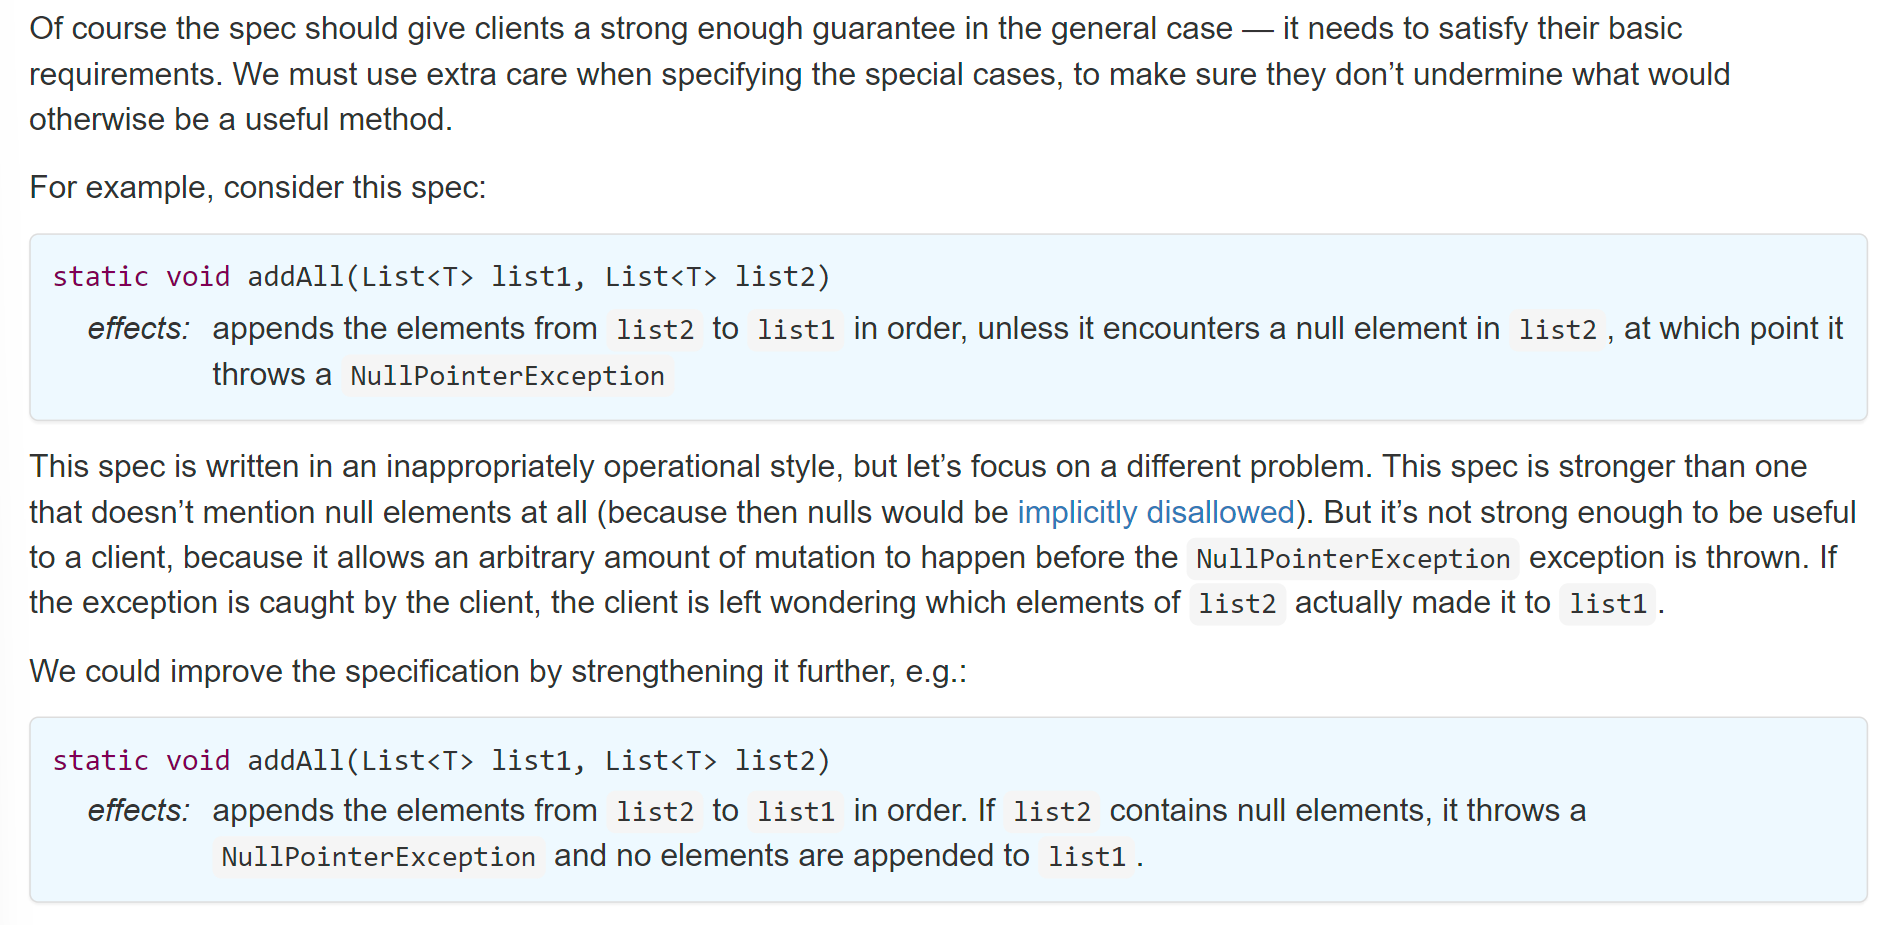 Of course the spec should give clients a strong enough guarantee in the general case — it needs to satisfy their basic
requirements. We must use extra care when specifying the special cases, to make sure they don’t undermine what would
otherwise be a useful method.
For example, consider this spec:
static void addAll(List<T> list1, List<T> list2)
effects: appends the elements from list2 to list1 in order, unless it encounters a null element in list2 , at which point it
throws a NullPointerException
This spec is written in an inappropriately operational style, but let’s focus on a different problem. This spec is stronger than one
that doesn’t mention null elements at all (because then nulls would be implicitly disallowed). But it’s not strong enough to be useful
to a client, because it allows an arbitrary amount of mutation to happen before the NullPointerException exception is thrown. If
the exception is caught by the client, the client is left wondering which elements of list2 actually made it to list1 .
We could improve the specification by strengthening it further, e.g.:
static void addAll(List<T> list1, List<T> list2)
effects: appends the elements from list2 to list1 in order. If list2 contains null elements, it throws a
NullPointerException and no elements are appended to list1 .